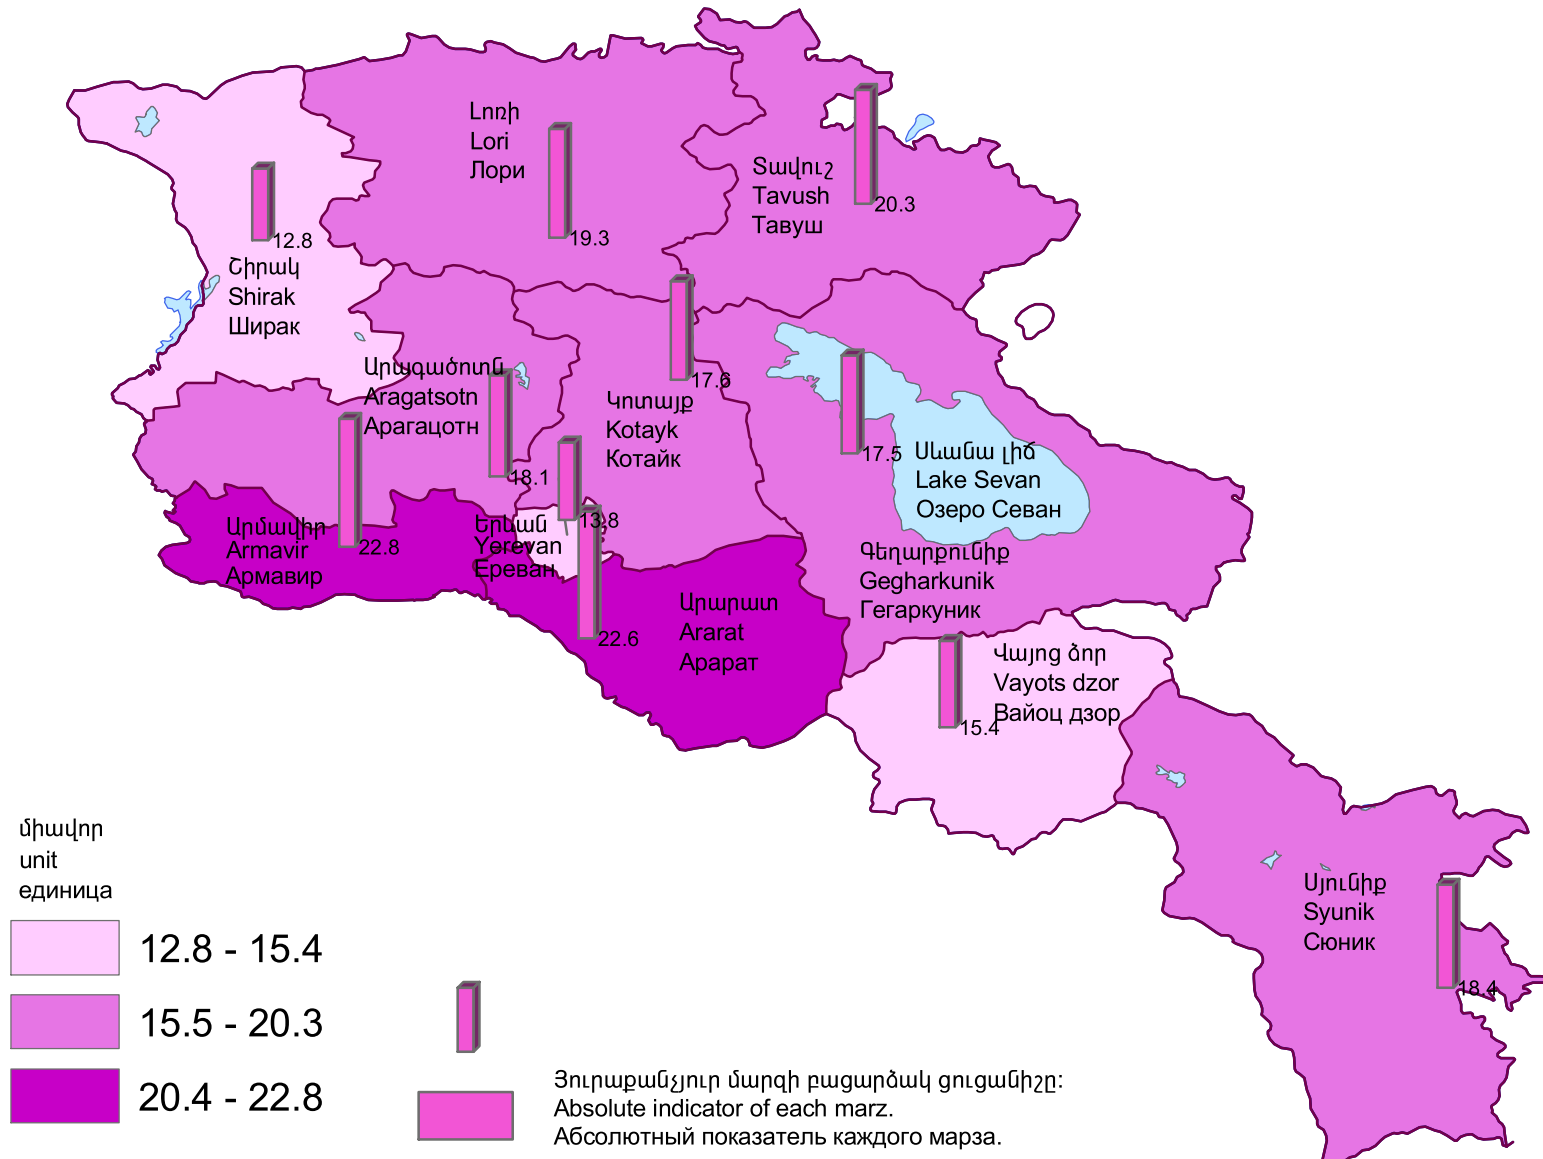 Լոռի
Lori
Лори
19.3
Տավուշ
Tavush
Тавуш
20.3
12.8
Շիրակ
Shirak
Ширак
Արագածոտն
Aragatsotn
Арагацотн
18.1
17.6
Կոտայք
Kotayk
Котайк
17.5
Սևանա լիճ
Lake Sevan
Озеро Севан
Գեղարքունիք
Gegharkunik
Гегаркуник
Արմավիր
Armavir
Армавир
22.8
Երևան
Yerevan
Ереван
13.8
22.6
Արարատ
Ararat
Арарат
Վայոց ձոր
Vayots dzor
Вайоц дзор
15.4
Սյունիք
Syunik
Сюник
18.4
միավոր
unit
единица
12.8 - 15.4
15.5 - 20.3
20.4 - 22.8
Յուրաքանչյուր մարզի բացարձակ ցուցանիշը:
Absolute indicator of each marz.
Абсолютный показатель каждого марза.